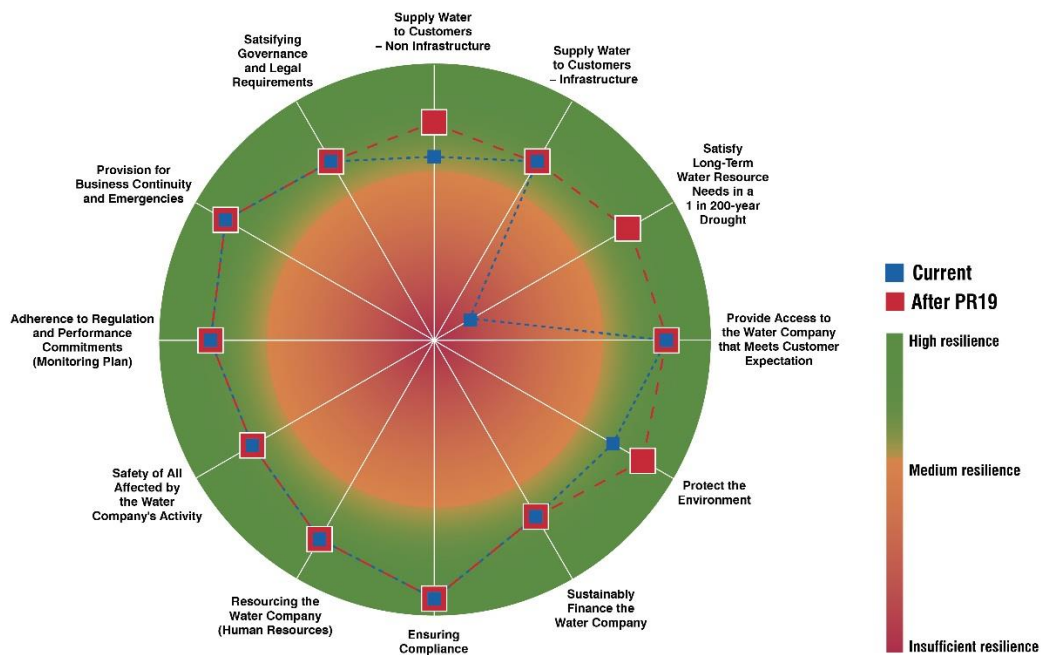 Supply Water
to Customers
– Non Infrastructure
Supply Water
to Customers
– Infrastructure
Satisfy
Long-Term
Water Resource
Needs in a
1 in 200-year
Drought
Provide Access to
the Water Company
that Meets Customer
Expectation
Protect the
Environment
Sustainably
Finance the
Water Company
Ensuring
Compliance
Resourcing the
Water Company
(Human Resources)
Safety of All
Affected by
the Water
Company's Activity
Adherence to Regulation
and Performance
Commitments
(Monitoring Plan)
Provision for
Business Continuity
and Emergencies
Satsifying
Governance
and Legal
Requirements
Current
After PR19
High resilience
Medium resilience
Insufficient resilience